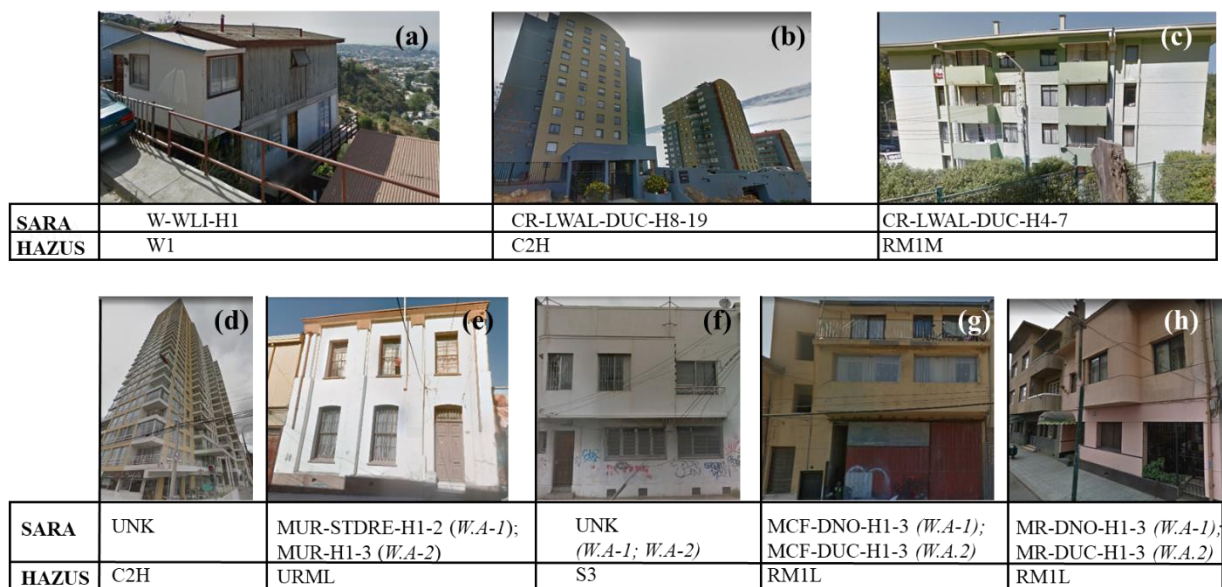 (a)
(b)
(c)
SARA W-WLI-H1 CR-LWAL-DUC-H8-19 CR-LWAL-DUC-H4-7
HAZUS W1 C2H RM1M
(d)
(e)
(f)
(g)
(h)
SARA UNK MUR-STDRE-H1-2 (W.A-1); UNK MCF-DNO-H1-3 (W.A-1); MR-DNO-H1-3 (W.A-1);
MUR-H1-3 (W.A-2) (W.A-1; W.A-2) MCF-DUC-H1-3 (W.A.2) MR-DUC-H1-3 (W.A.2)
HAZUS C2H URML S3 RM1L RM1L